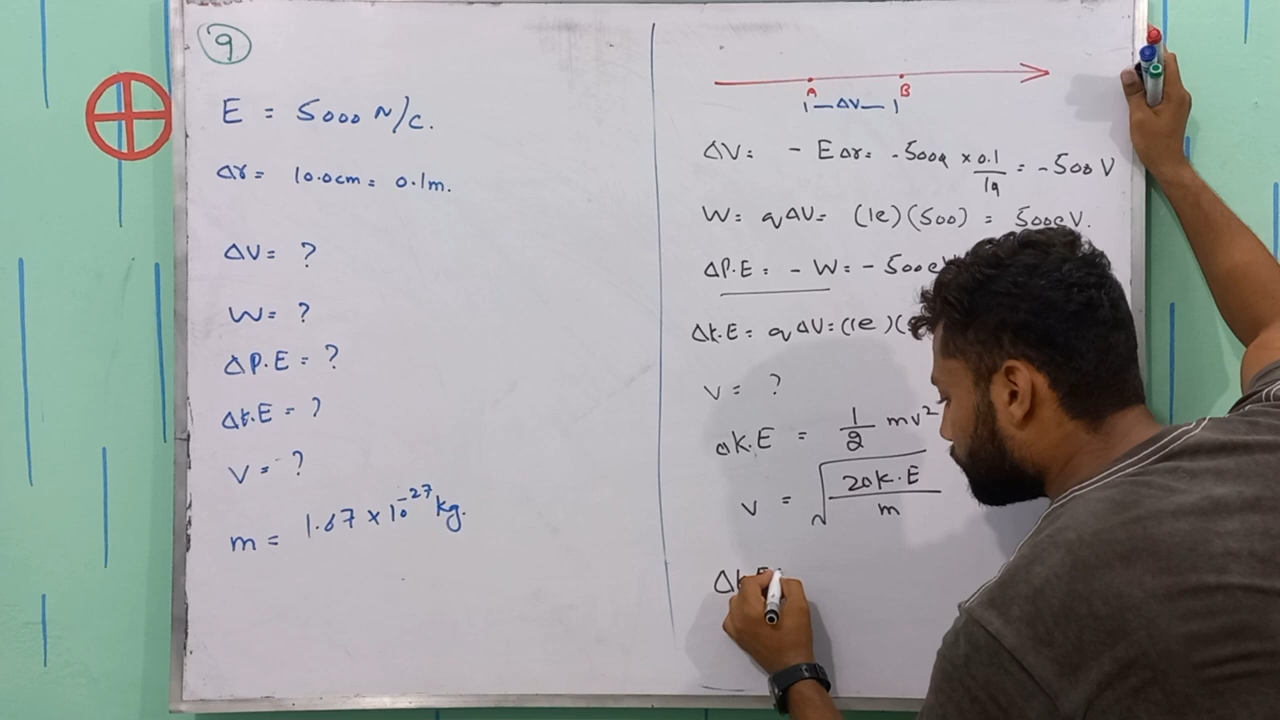 9
E = 5000 N/C.
Δr = 10.0cm = 0.1m.
ΔV = ?
W = ?
ΔP.E = ?
Δk.E = ?
V = ?
m = 1.67 × 10^-27 kg.
A B
ΔV
ΔV = - EΔr = - 5000 × 0.1 = - 500 V
W = qΔV = (1e)(500) = 500eV.
ΔP.E = - W = - 500e
Δk.E = qΔV = (1e)(
V = ?
ΔK.E = 1/2 mv²
V = √2ΔK.E/m
Δk.E